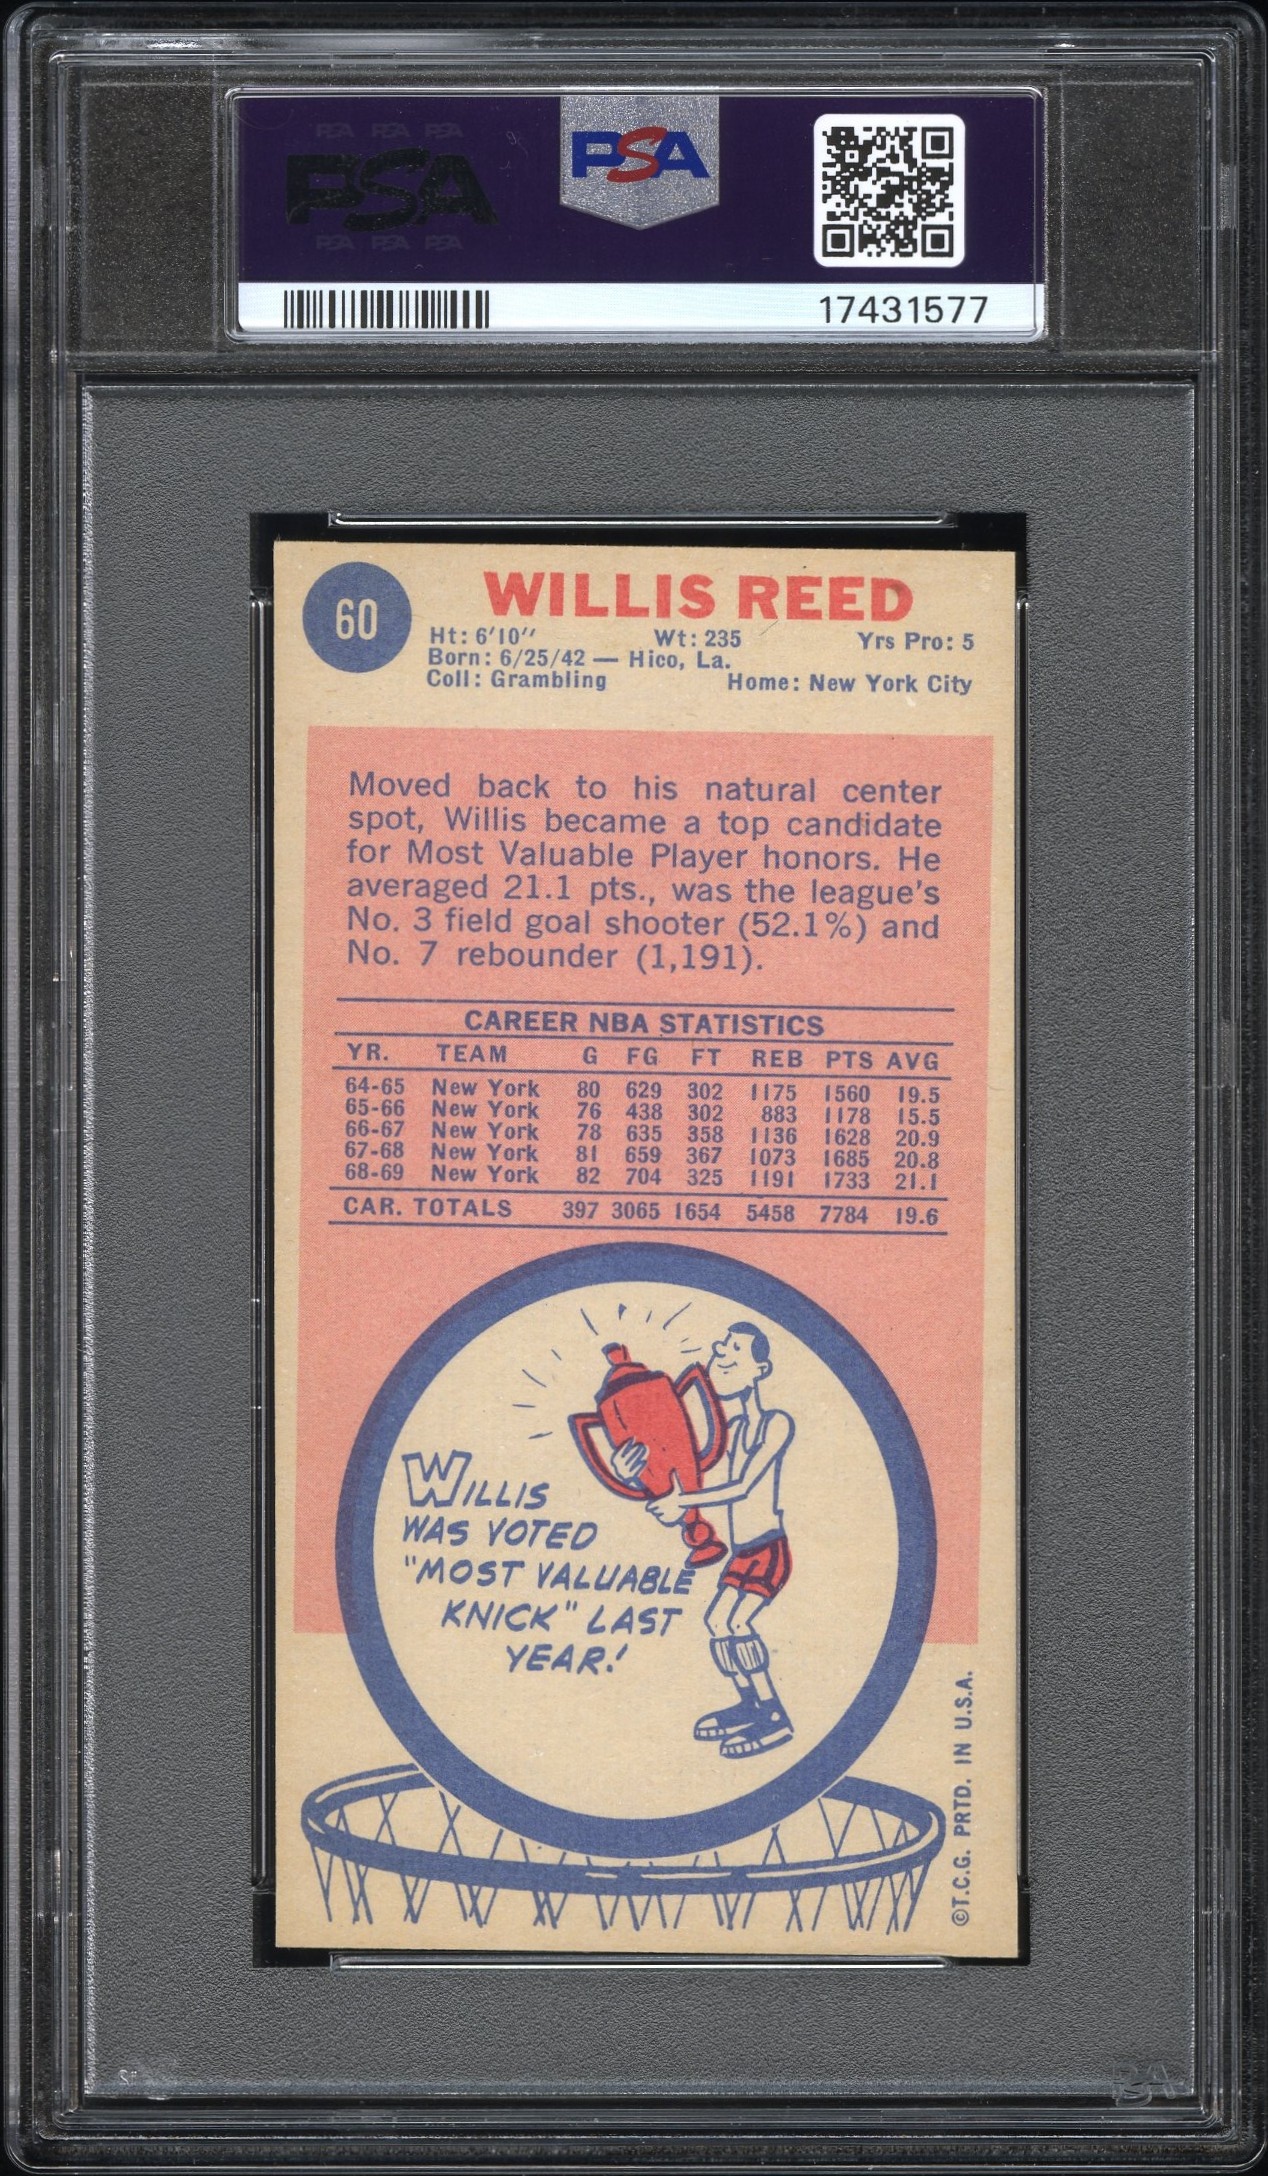 PSA PSA PSA
PSA
PSA PSA PSA
PSA
17431577
60
WILLIS REED
Ht: 6'10'' Wt: 235 Yrs Pro: 5
Born: 6/25/42 — Hico, La.
Coll: Grambling Home: New York City
Moved back to his natural center
spot, Willis became a top candidate
for Most Valuable Player honors. He
averaged 21.1 pts., was the league's
No. 3 field goal shooter (52.1%) and
No. 7 rebounder (1,191).
CAREER NBA STATISTICS
YR. TEAM G FG FT REB PTS AVG
64-65 New York 80 629 302 1175 1560 19.5
65-66 New York 76 438 302 883 1178 15.5
66-67 New York 78 635 358 1136 1628 20.9
67-68 New York 81 659 367 1073 1685 20.8
68-69 New York 82 704 325 1191 1733 21.1
CAR. TOTALS 397 3065 1654 5458 7784 19.6
WILLIS
WAS VOTED
"MOST VALUABLE
KNICK" LAST
YEAR!
©T.C.G. PRTD. IN U.S.A.
PSA